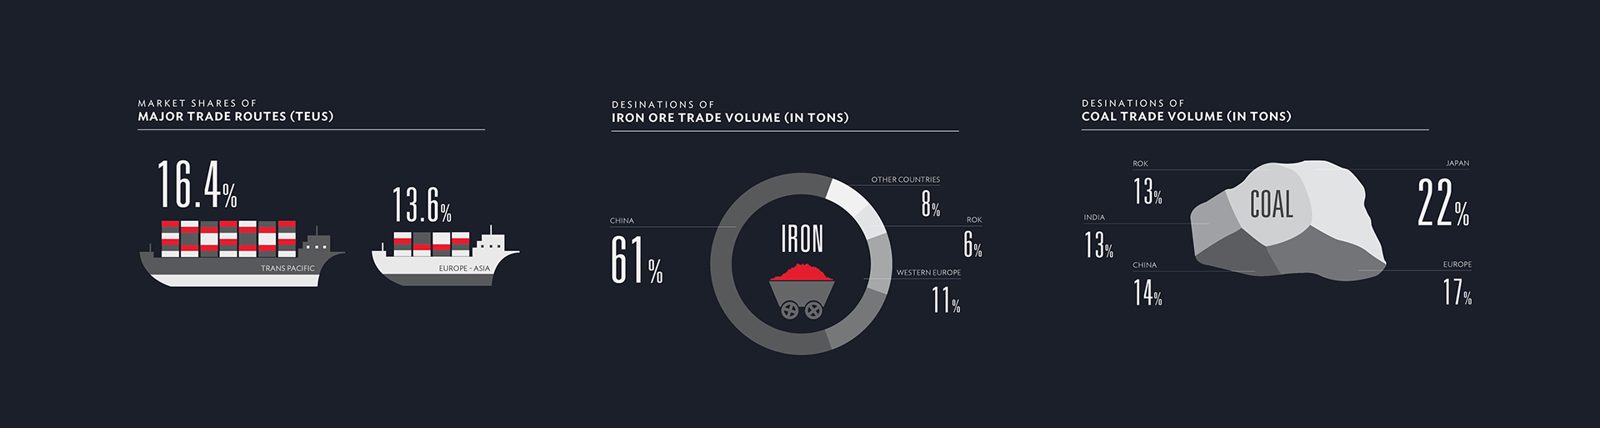 MARKET SHARES OF
MAJOR TRADE ROUTES (TEUS)
16.4%
TRANS PACIFIC
13.6%
EUROPE - ASIA
DESINATIONS OF
IRON ORE TRADE VOLUME (IN TONS)
CHINA
61%
IRON
OTHER COUNTRIES
8%
ROK
6%
WESTERN EUROPE
11%
DESINATIONS OF
COAL TRADE VOLUME (IN TONS)
ROK
13%
INDIA
13%
CHINA
14%
COAL
JAPAN
22%
EUROPE
17%